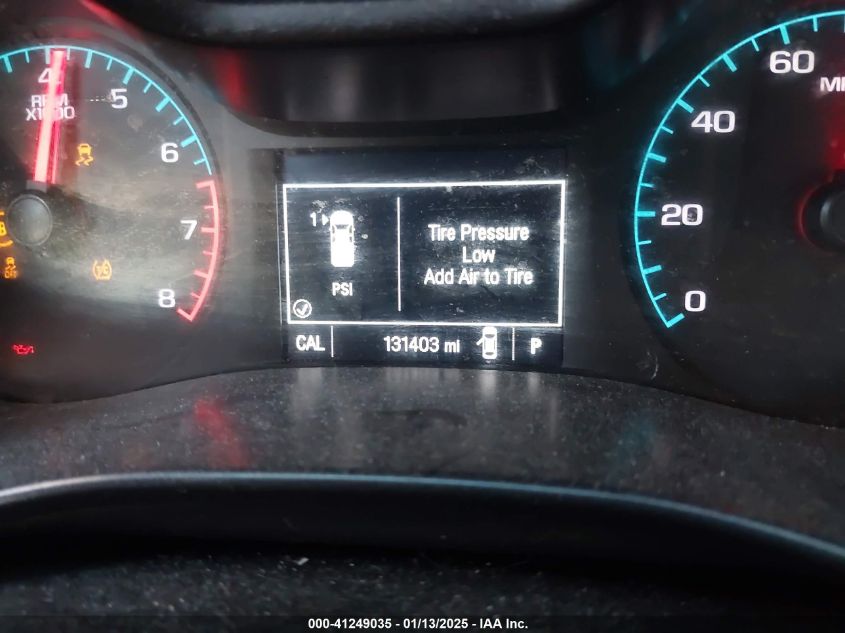 4
5
6
7
8
RPM
X1000
1
PSI
Tire Pressure
Low
Add Air to Tire
CAL
131403 mi
P
60
40
20
0
000-41249035 - 01/13/2025 - IAA Inc.